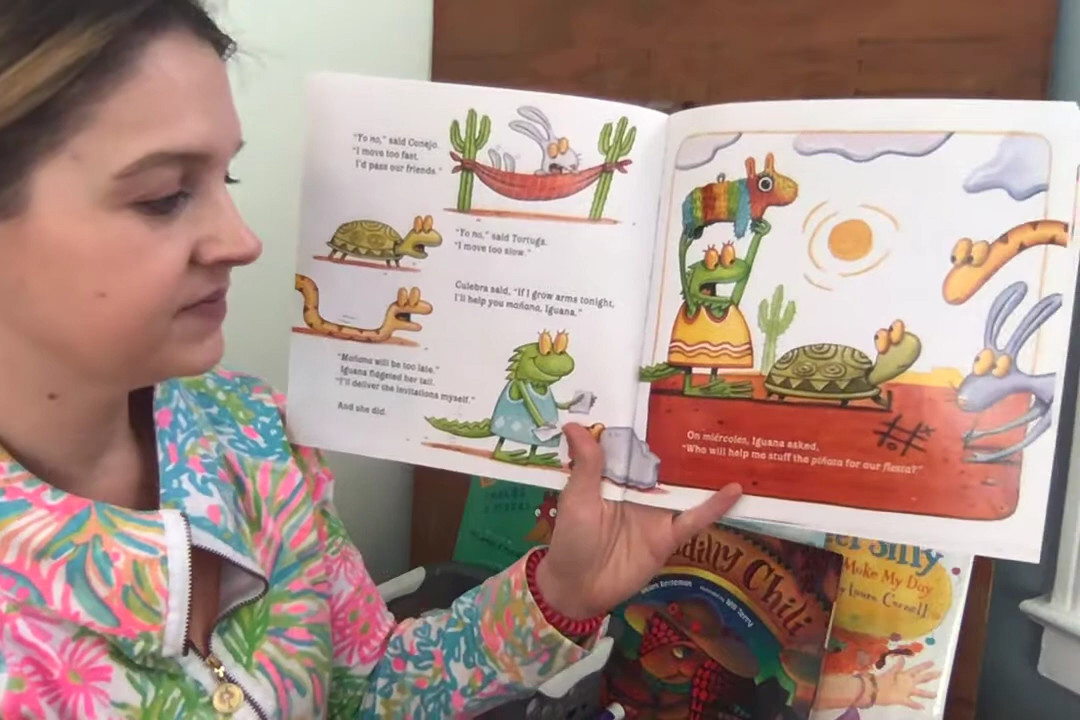 "Yo no," said Conejo.
"I move too fast.
I'd pass our friends."
"Yo no," said Tortuga.
"I move too slow."
Culebra said, "If I grow arms tonight,
I'll help you mañana, Iguana."
"Mañana will be too late."
Iguana fidgeted her tail.
"I'll deliver the invitations myself."
And she did.
On miércoles, Iguana asked,
"Who will help me stuff the piñata for our fiesta?"
Chili
Silly
Make My Day
Laura Cornell
Will Terry